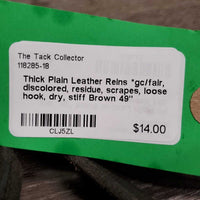 The Tack Collector
118285-18
Thick Plain Leather Reins *gc/fair,
discolored, residue, scrapes, loose
hook, dry, stiff Brown 49"
CLJ5ZL
$14.00